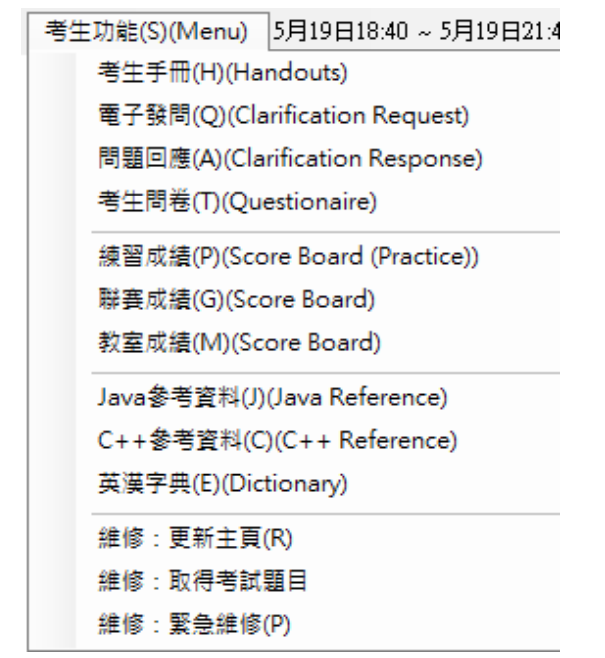 考生功能(S)(Menu) 5月19日18:40 ~ 5月19日21:4
考生手冊(H)(Handouts)
電子發問(Q)(Clarification Request)
問題回應(A)(Clarification Response)
考生問卷(T)(Questionaire)
練習成績(P)(Score Board (Practice))
聯賽成績(G)(Score Board)
教室成績(M)(Score Board)
Java參考資料(J)(Java Reference)
C++參考資料(C)(C++ Reference)
英漢字典(E)(Dictionary)
維修：更新主頁(R)
維修：取得考試題目
維修：緊急維修(P)